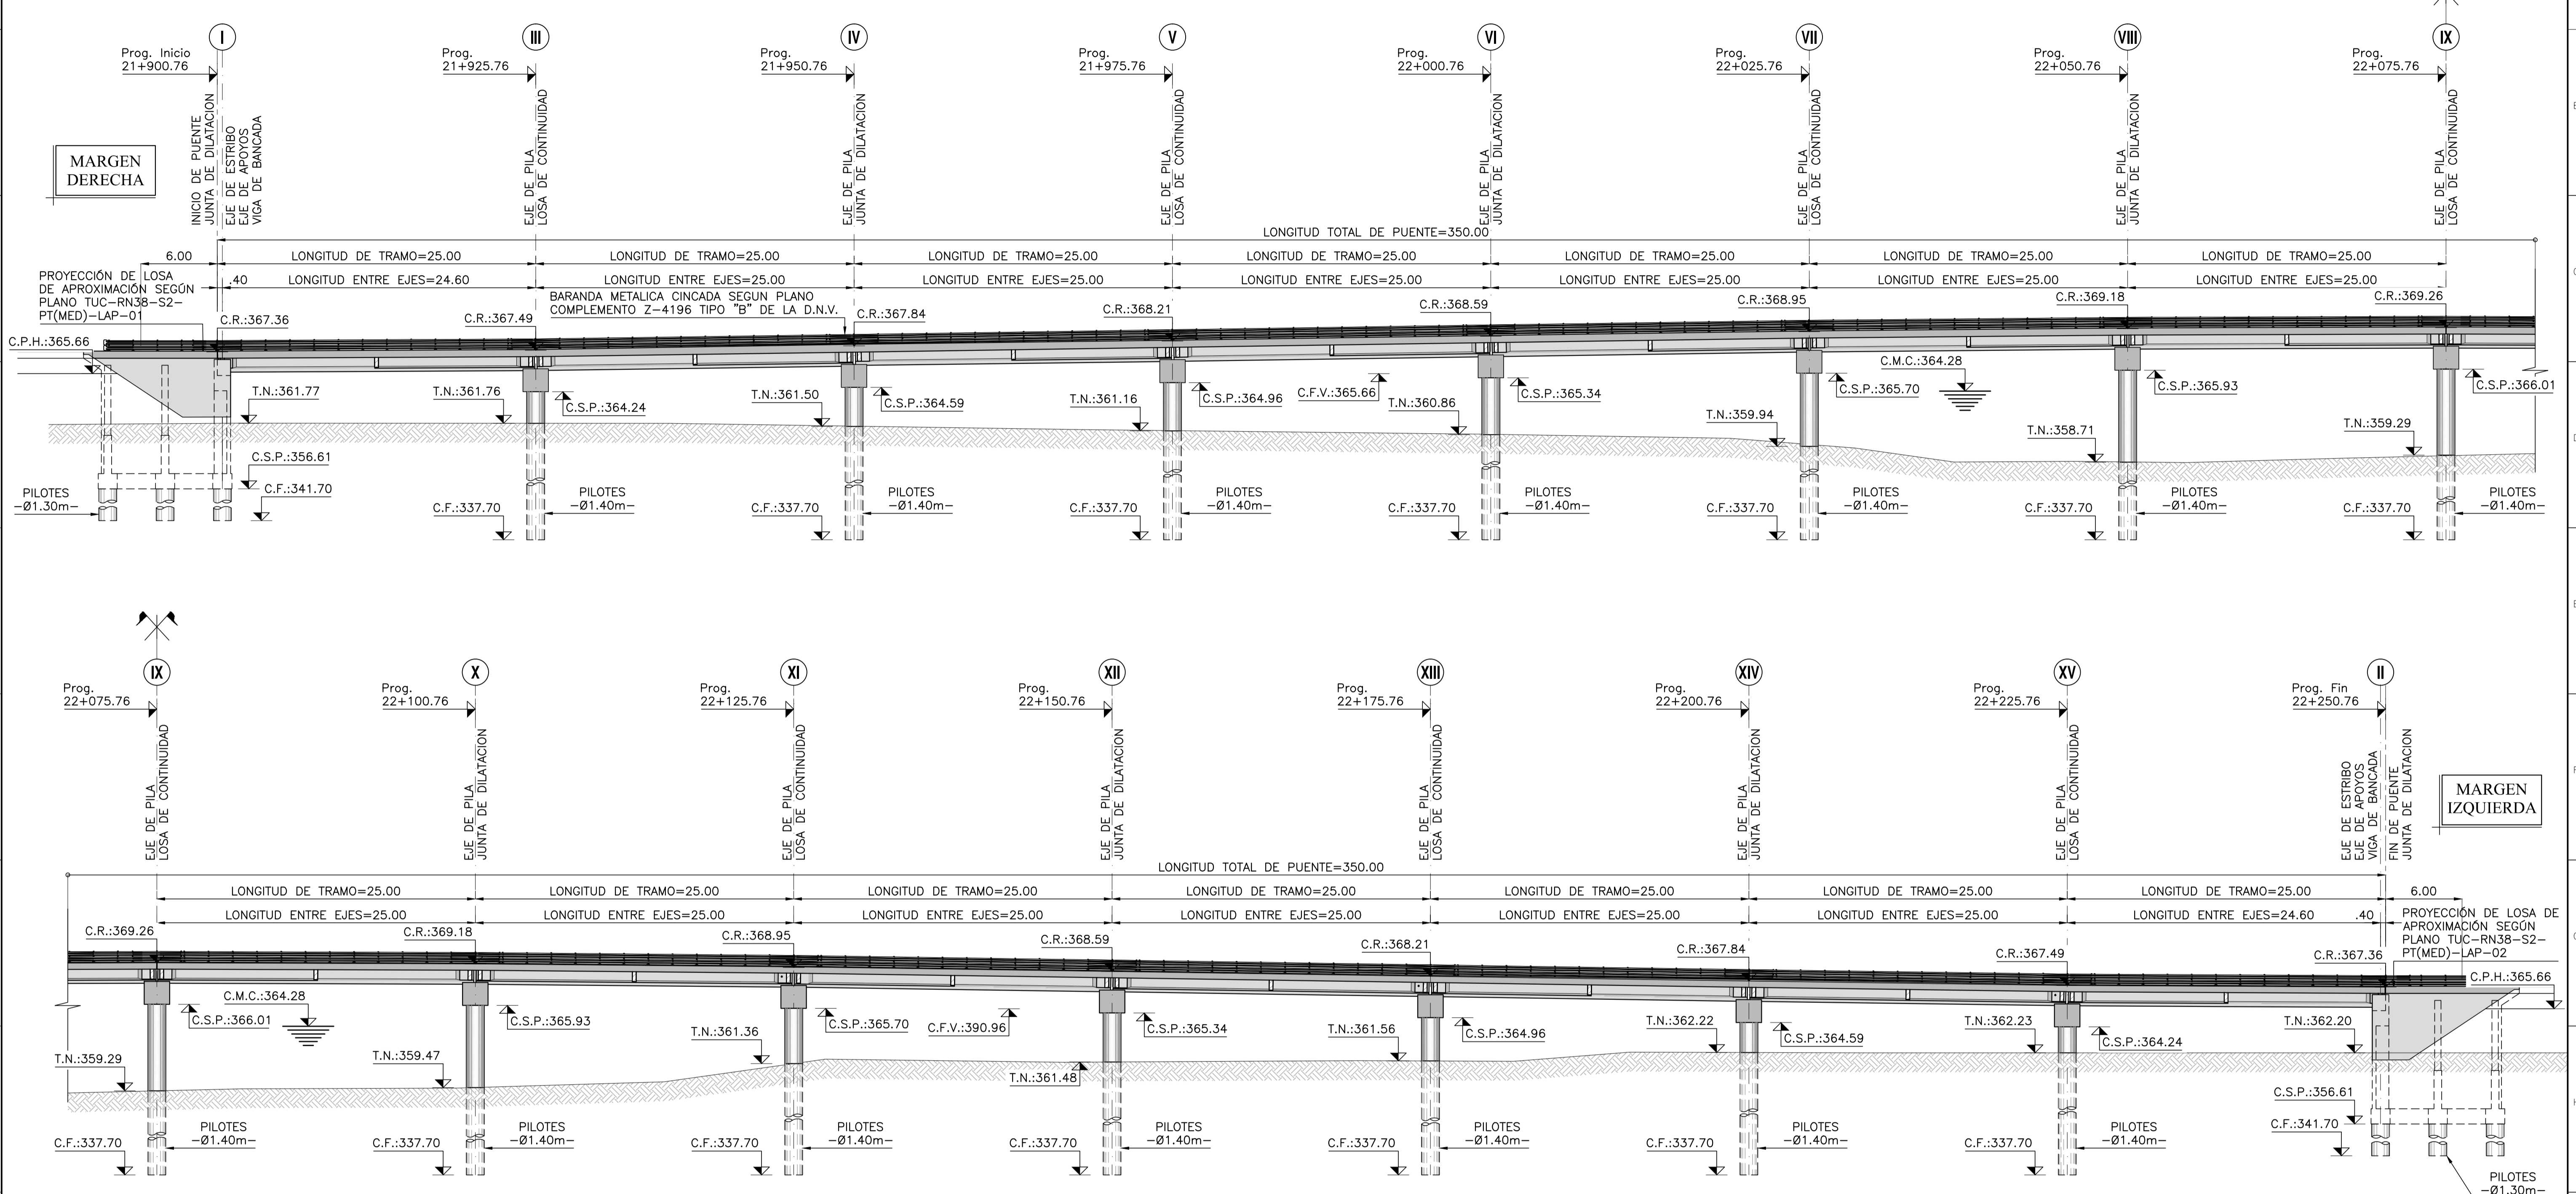 I
III
IV
V
VI
VII
VIII
IX
Prog. Inicio
21+900.76
Prog.
21+925.76
Prog.
21+950.76
Prog.
21+975.76
Prog.
22+000.76
Prog.
22+025.76
Prog.
22+050.76
Prog.
22+075.76
MARGEN
DERECHA
INICIO DE PUENTE
JUNTA DE DILATACION
EJE DE ESTRIBO
EJE DE APOYOS
VIGA DE BANCADA
EJE DE PILA
LOSA DE CONTINUIDAD
EJE DE PILA
JUNTA DE DILATACION
EJE DE PILA
LOSA DE CONTINUIDAD
EJE DE PILA
JUNTA DE DILATACION
EJE DE PILA
LOSA DE CONTINUIDAD
EJE DE PILA
JUNTA DE DILATACION
EJE DE PILA
LOSA DE CONTINUIDAD
LONGITUD TOTAL DE PUENTE=350.00
6.00
LONGITUD DE TRAMO=25.00
LONGITUD DE TRAMO=25.00
LONGITUD DE TRAMO=25.00
LONGITUD DE TRAMO=25.00
LONGITUD DE TRAMO=25.00
LONGITUD DE TRAMO=25.00
LONGITUD DE TRAMO=25.00
.40
LONGITUD ENTRE EJES=24.60
LONGITUD ENTRE EJES=25.00
LONGITUD ENTRE EJES=25.00
LONGITUD ENTRE EJES=25.00
LONGITUD ENTRE EJES=25.00
LONGITUD ENTRE EJES=25.00
LONGITUD ENTRE EJES=25.00
PROYECCIÓN DE LOSA
DE APROXIMACIÓN SEGÚN
PLANO TUC-RN38-S2-
PT(MED)-LAP-01
BARANDA METALICA CINCADA SEGUN PLANO
COMPLEMENTO Z-4196 TIPO "B" DE LA D.N.V.
C.R.:367.36
C.R.:367.49
C.R.:367.84
C.R.:368.21
C.R.:368.59
C.R.:368.95
C.R.:369.18
C.R.:369.26
C.P.H.:365.66
T.N.:361.77
T.N.:361.76
C.S.P.:364.24
T.N.:361.50
C.S.P.:364.59
T.N.:361.16
C.S.P.:364.96
C.F.V.:365.66
T.N.:360.86
C.S.P.:365.34
T.N.:359.94
C.S.P.:365.70
C.M.C.:364.28
T.N.:358.71
C.S.P.:365.93
T.N.:359.29
C.S.P.:366.01
C.S.P.:356.61
C.F.:341.70
PILOTES
-Ø1.30m-
C.F.:337.70
PILOTES
-Ø1.40m-
C.F.:337.70
PILOTES
-Ø1.40m-
C.F.:337.70
PILOTES
-Ø1.40m-
C.F.:337.70
PILOTES
-Ø1.40m-
C.F.:337.70
PILOTES
-Ø1.40m-
C.F.:337.70
PILOTES
-Ø1.40m-
C.F.:337.70
PILOTES
-Ø1.40m-
IX
X
XI
XII
XIII
XIV
XV
II
Prog.
22+075.76
Prog.
22+100.76
Prog.
22+125.76
Prog.
22+150.76
Prog.
22+175.76
Prog.
22+200.76
Prog.
22+225.76
Prog. Fin
22+250.76
EJE DE PILA
LOSA DE CONTINUIDAD
EJE DE PILA
JUNTA DE DILATACION
EJE DE PILA
LOSA DE CONTINUIDAD
EJE DE PILA
JUNTA DE DILATACION
EJE DE PILA
LOSA DE CONTINUIDAD
EJE DE PILA
JUNTA DE DILATACION
EJE DE PILA
LOSA DE CONTINUIDAD
EJE DE ESTRIBO
EJE DE APOYOS
VIGA DE BANCADA
FIN DE PUENTE
JUNTA DE DILATACION
MARGEN
IZQUIERDA
LONGITUD TOTAL DE PUENTE=350.00
LONGITUD DE TRAMO=25.00
LONGITUD DE TRAMO=25.00
LONGITUD DE TRAMO=25.00
LONGITUD DE TRAMO=25.00
LONGITUD DE TRAMO=25.00
LONGITUD DE TRAMO=25.00
LONGITUD DE TRAMO=25.00
6.00
LONGITUD ENTRE EJES=25.00
LONGITUD ENTRE EJES=25.00
LONGITUD ENTRE EJES=25.00
LONGITUD ENTRE EJES=25.00
LONGITUD ENTRE EJES=25.00
LONGITUD ENTRE EJES=25.00
LONGITUD ENTRE EJES=24.60
.40
PROYECCIÓN DE LOSA DE
APROXIMACIÓN SEGÚN
PLANO TUC-RN38-S2-
PT(MED)-LAP-02
C.R.:369.26
C.R.:369.18
C.R.:368.95
C.R.:368.59
C.R.:368.21
C.R.:367.84
C.R.:367.49
C.R.:367.36
C.P.H.:365.66
T.N.:359.29
C.S.P.:366.01
C.M.C.:364.28
T.N.:359.47
C.S.P.:365.93
T.N.:361.36
C.S.P.:365.70
C.F.V.:390.96
T.N.:361.48
C.S.P.:365.34
T.N.:361.56
C.S.P.:364.96
T.N.:362.22
C.S.P.:364.59
T.N.:362.23
C.S.P.:364.24
T.N.:362.20
C.S.P.:356.61
C.F.:341.70
C.F.:337.70
PILOTES
-Ø1.40m-
C.F.:337.70
PILOTES
-Ø1.40m-
C.F.:337.70
PILOTES
-Ø1.40m-
C.F.:337.70
PILOTES
-Ø1.40m-
C.F.:337.70
PILOTES
-Ø1.40m-
C.F.:337.70
PILOTES
-Ø1.40m-
C.F.:337.70
PILOTES
-Ø1.40m-
PILOTES
-Ø1.30m-